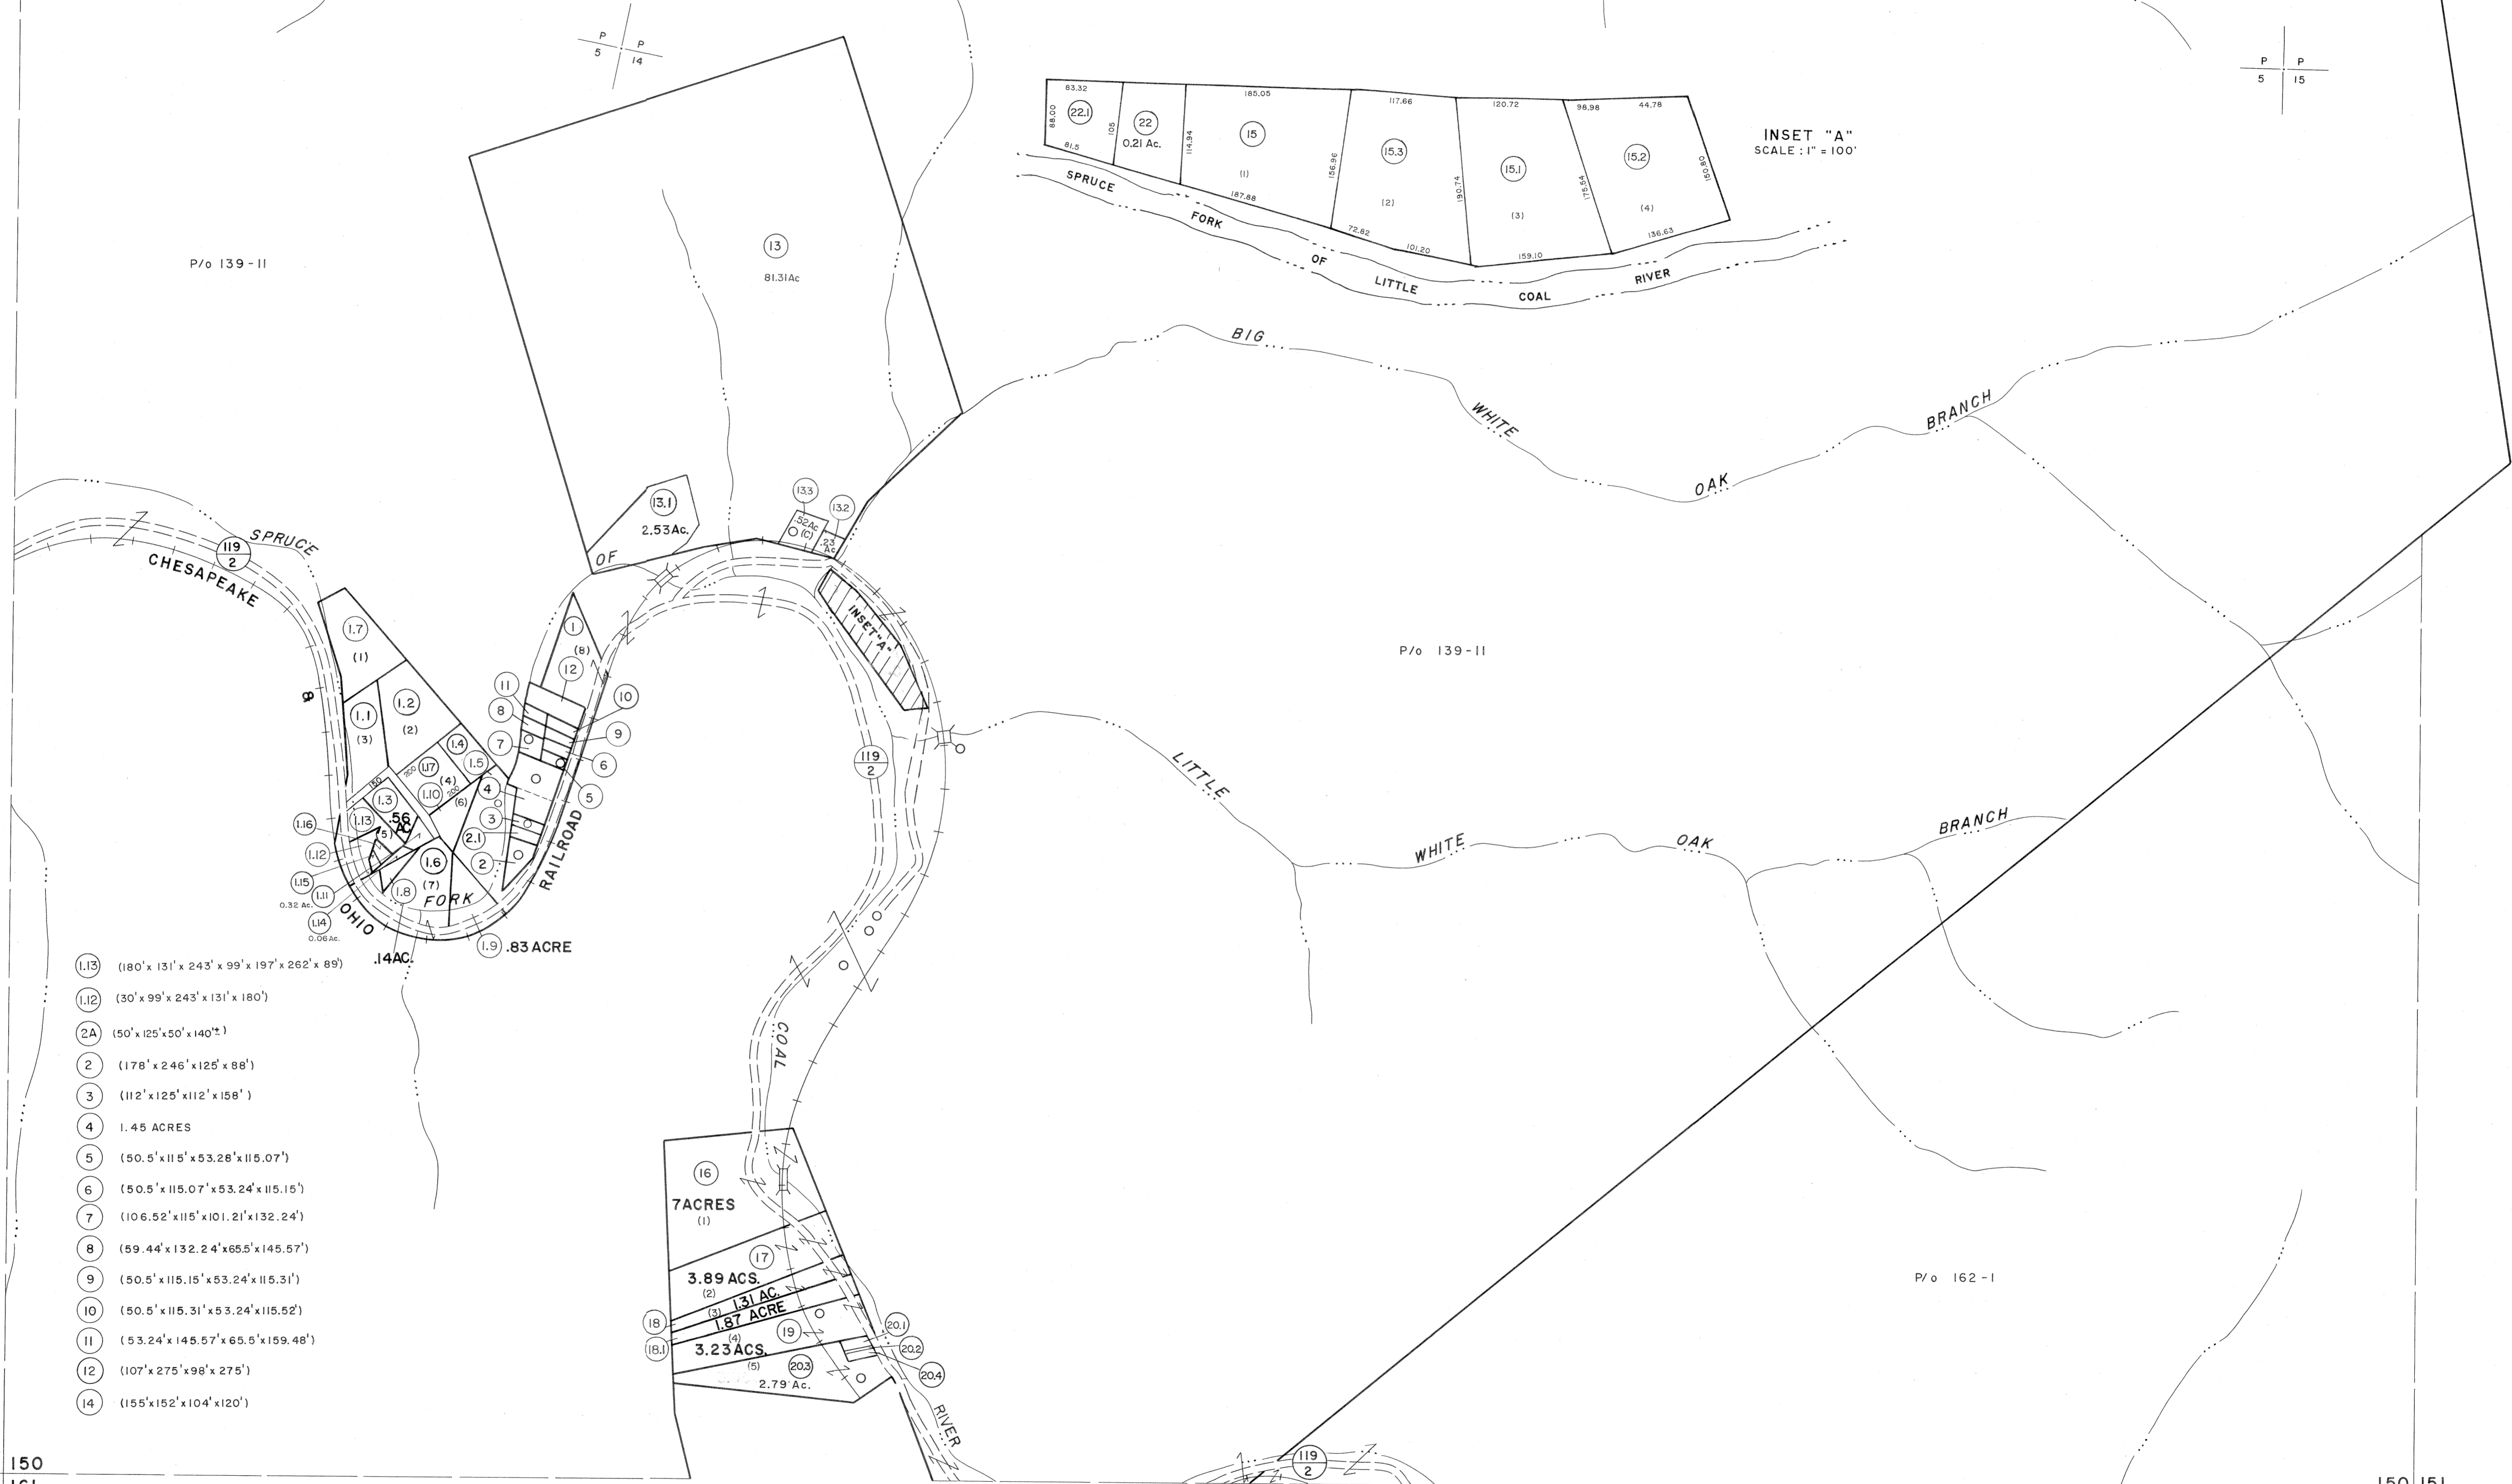 P P
5 14
P P
5 15
83.32
88.00
22.1
81.5
105
22
0.21 Ac.
114.94
185.05
15
(1)
187.88
156.96
117.66
15.3
(2)
72.82
101.20
190.74
120.72
15.1
(3)
159.10
175.54
98.98
44.78
15.2
(4)
150.80
136.63
INSET "A"
SCALE : 1" = 100'
SPRUCE
FORK
OF
LITTLE
COAL
RIVER
P/o 139-11
13
81.31Ac
BIG
WHITE
OAK
BRANCH
13.1
2.53Ac.
13.3
.52Ac
(C)
13.2
.23
Ac
OF
SPRUCE
119
2
CHESAPEAKE
&
INSET "A"
1.7
(1)
1
(8)
12
11
10
8
9
7
6
5
4
3
2.1
2
1.2
(2)
1.1
(3)
1.4
1.5
200
1.17
(4)
1.10
200
(6)
150
1.3
.56
AC
1.13
(5)
1.16
1.12
1.15
1.11
0.32 Ac.
1.14
0.06 Ac.
1.6
(7)
1.8
FORK
OHIO
RAILROAD
1.9
.83 ACRE
.14AC.
P/o 139-11
119
2
LITTLE
WHITE
OAK
BRANCH
1.13 (180' x 131' x 243' x 99' x 197' x 262' x 89')
1.12 (30' x 99' x 243' x 131' x 180')
2A (50' x 125' x 50' x 140'±)
2 (178' x 246' x 125' x 88')
3 (112' x 125' x 112' x 158')
4 1.45 ACRES
5 (50.5' x 115' x 53.28' x 115.07')
6 (50.5' x 115.07' x 53.24' x 115.15')
7 (106.52' x 115' x 101.21' x 132.24')
8 (59.44' x 132.24' x 65.5' x 145.57')
9 (50.5' x 115.15' x 53.24' x 115.31')
10 (50.5' x 115.31' x 53.24' x 115.52')
11 (53.24' x 145.57' x 65.5' x 159.48')
12 (107' x 275' x 98' x 275')
14 (155' x 152' x 104' x 120')
COAL
16
7ACRES
(1)
17
3.89 ACS.
(2)
(3)
1.31 AC.
18
1.87 ACRE
(4)
18.1
19
3.23ACS.
(5)
20.1
20.2
20.3
20.4
2.79 Ac.
RIVER
P/o 162-1
119
2
150
161
150 151